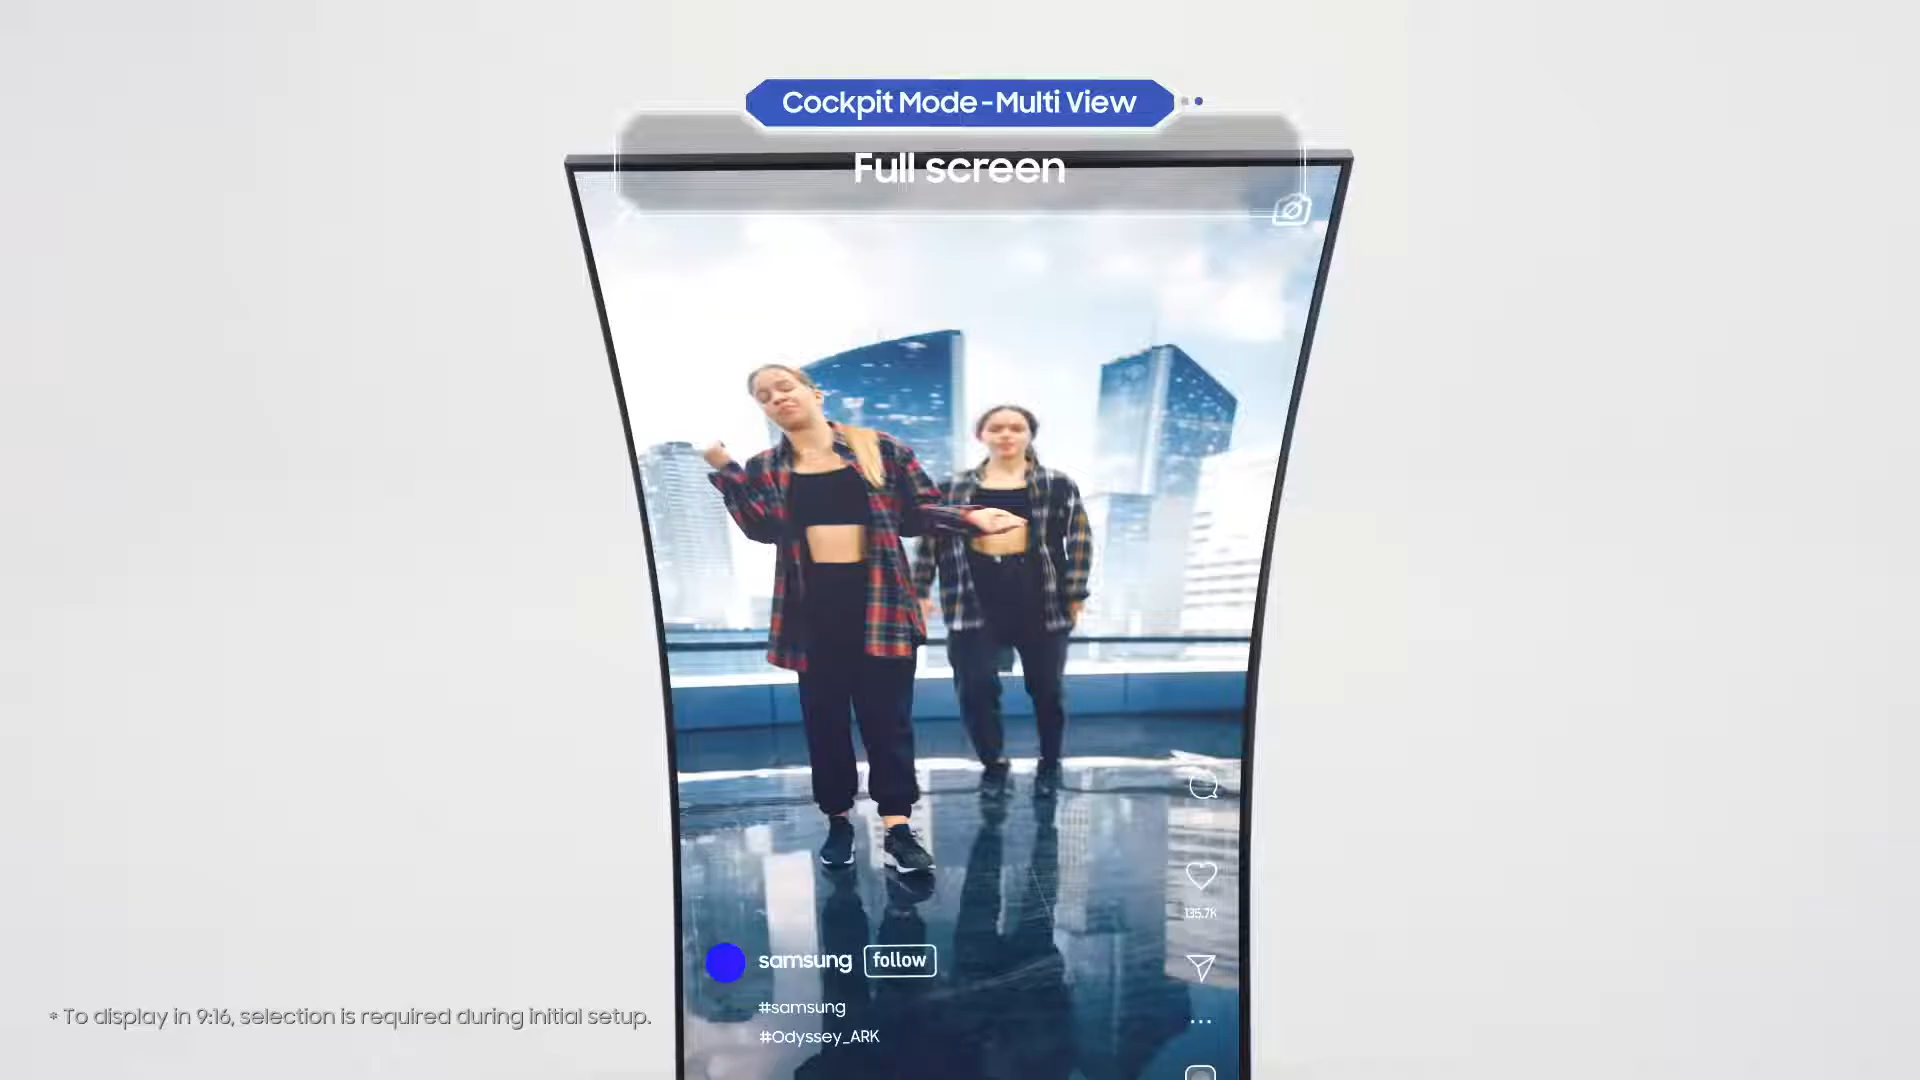 Cockpit Mode-Multi View
Full screen
135.7K
samsung follow
#samsung
#Odyssey_ARK
* To display in 9:16, selection is required during initial setup.